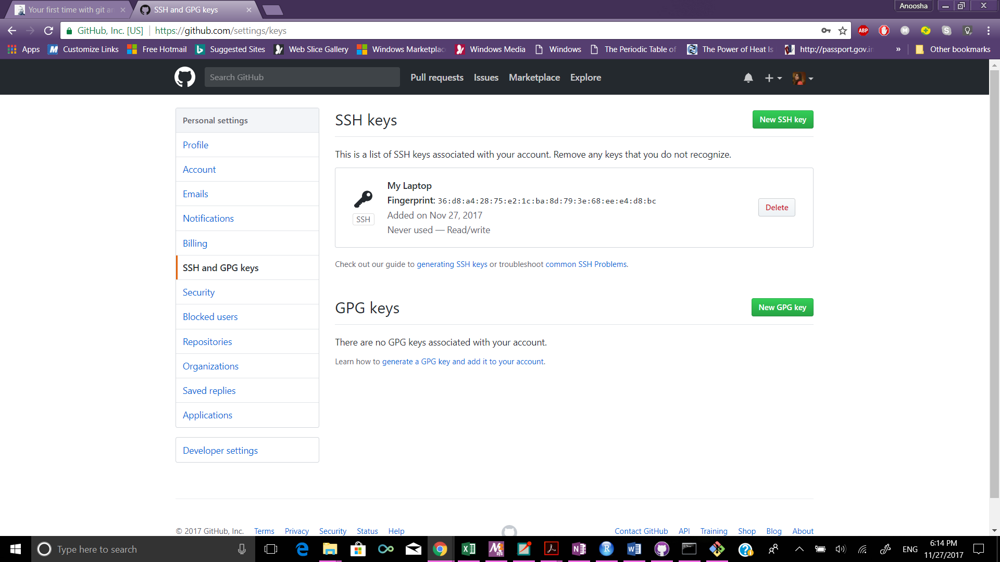 Your first time with git an
SSH and GPG keys
Anoosha
GitHub, Inc. [US] https://github.com/settings/keys
ABP
Apps Customize Links Free Hotmail Suggested Sites Web Slice Gallery Windows Marketplac Windows Media Windows The Periodic Table of The Power of Heat Is http://passport.gov.in » Other bookmarks
Search GitHub Pull requests Issues Marketplace Explore
Personal settings
Profile
Account
Emails
Notifications
Billing
SSH and GPG keys
Security
Blocked users
Repositories
Organizations
Saved replies
Applications
Developer settings
SSH keys
New SSH key
This is a list of SSH keys associated with your account. Remove any keys that you do not recognize.
SSH
My Laptop
Fingerprint: 36:d8:a4:28:75:e2:1c:ba:8d:79:3e:68:ee:e4:d8:bc
Added on Nov 27, 2017
Never used — Read/write
Delete
Check out our guide to generating SSH keys or troubleshoot common SSH Problems.
GPG keys
New GPG key
There are no GPG keys associated with your account.
Learn how to generate a GPG key and add it to your account.
© 2017 GitHub, Inc. Terms Privacy Security Status Help Contact GitHub API Training Shop Blog About
Type here to search
ENG
6:14 PM
11/27/2017